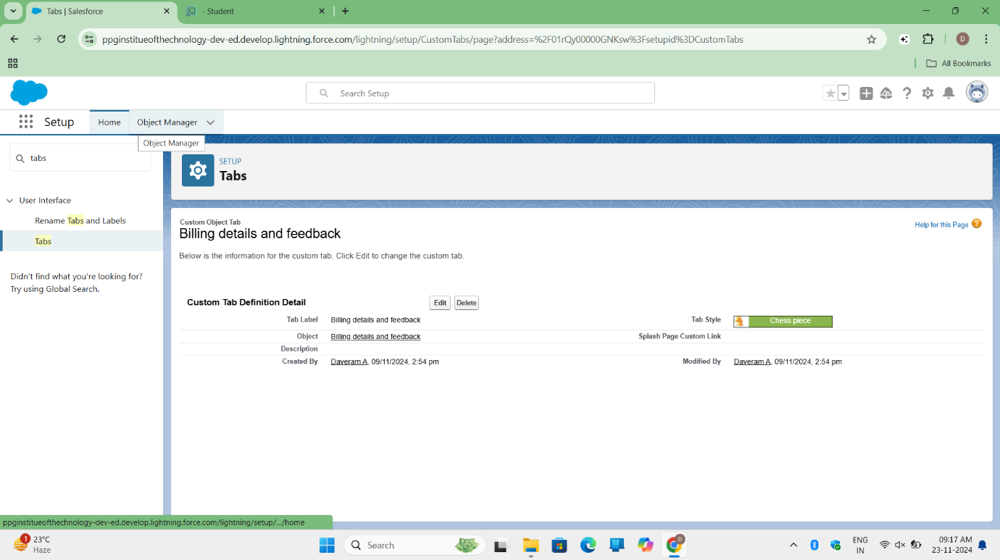 Tabs | Salesforce
- Student
ppginstitueofthechnology-dev-ed.develop.lightning.force.com/lightning/setup/CustomTabs/page?address=%2F01rQy00000GNKsw%3Fsetupid%3DCustomTabs
D
All Bookmarks
Search Setup
Setup
Home
Object Manager
Object Manager
tabs
User Interface
Rename Tabs and Labels
Tabs
Didn't find what you're looking for?
Try using Global Search.
SETUP
Tabs
Custom Object Tab
Billing details and feedback
Help for this Page
Below is the information for the custom tab. Click Edit to change the custom tab.
Custom Tab Definition Detail
Edit
Delete
Tab Label Billing details and feedback Tab Style Chess piece
Object Billing details and feedback Splash Page Custom Link
Description
Created By Daveram A, 09/11/2024, 2:54 pm Modified By Daveram A, 09/11/2024, 2:54 pm
ppginstitueofthechnology-dev-ed.develop.lightning.force.com/lightning/setup/.../home
1
23°C
Haze
Search
D
ENG
IN
09:17 AM
23-11-2024